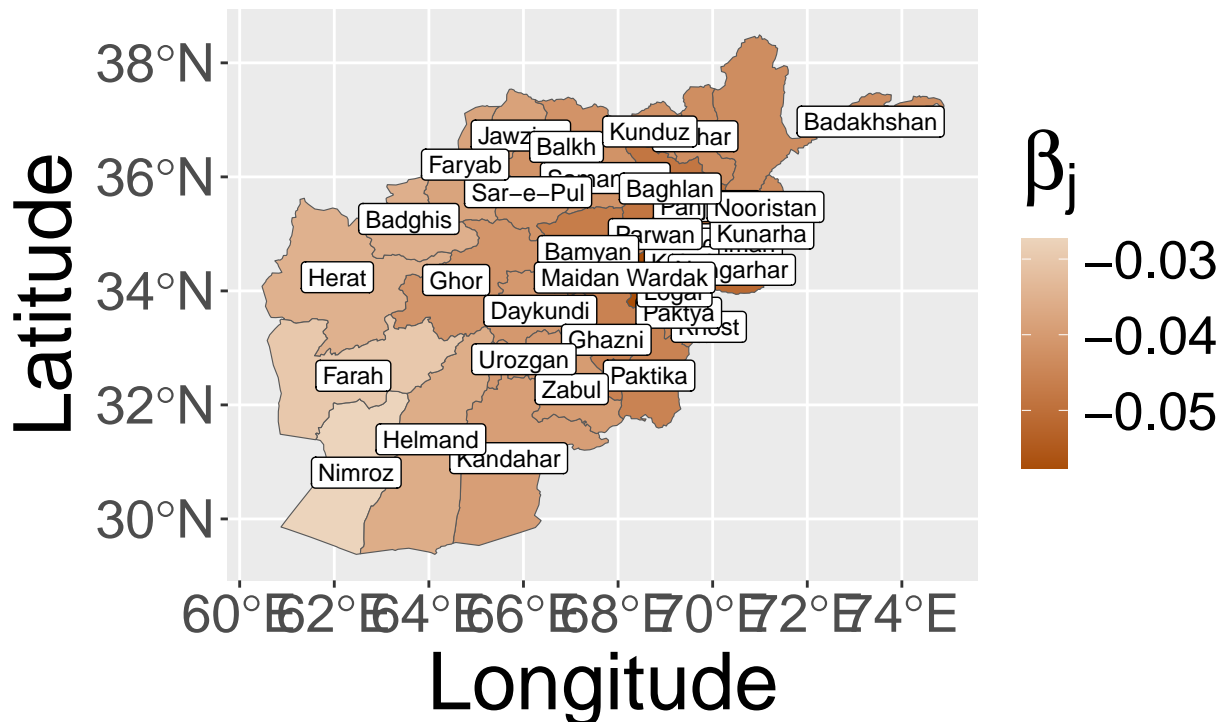 Latitude
38°N
36°N
34°N
32°N
30°N
Badakhshan
Kunduz
Balkh
Faryab
Baghlan
Sar−e−Pul
Nooristan
Badghis
Parwan
Kunarha
Bamyan
Herat
Ghor
Maidan Wardak
Daykundi
Paktya
Ghazni
Urozgan
Farah
Zabul
Paktika
Helmand
Kandahar
Nimroz
60°E
62°E
64°E
66°E
68°E
70°E
72°E
74°E
Longitude
βj
−0.03
−0.04
−0.05